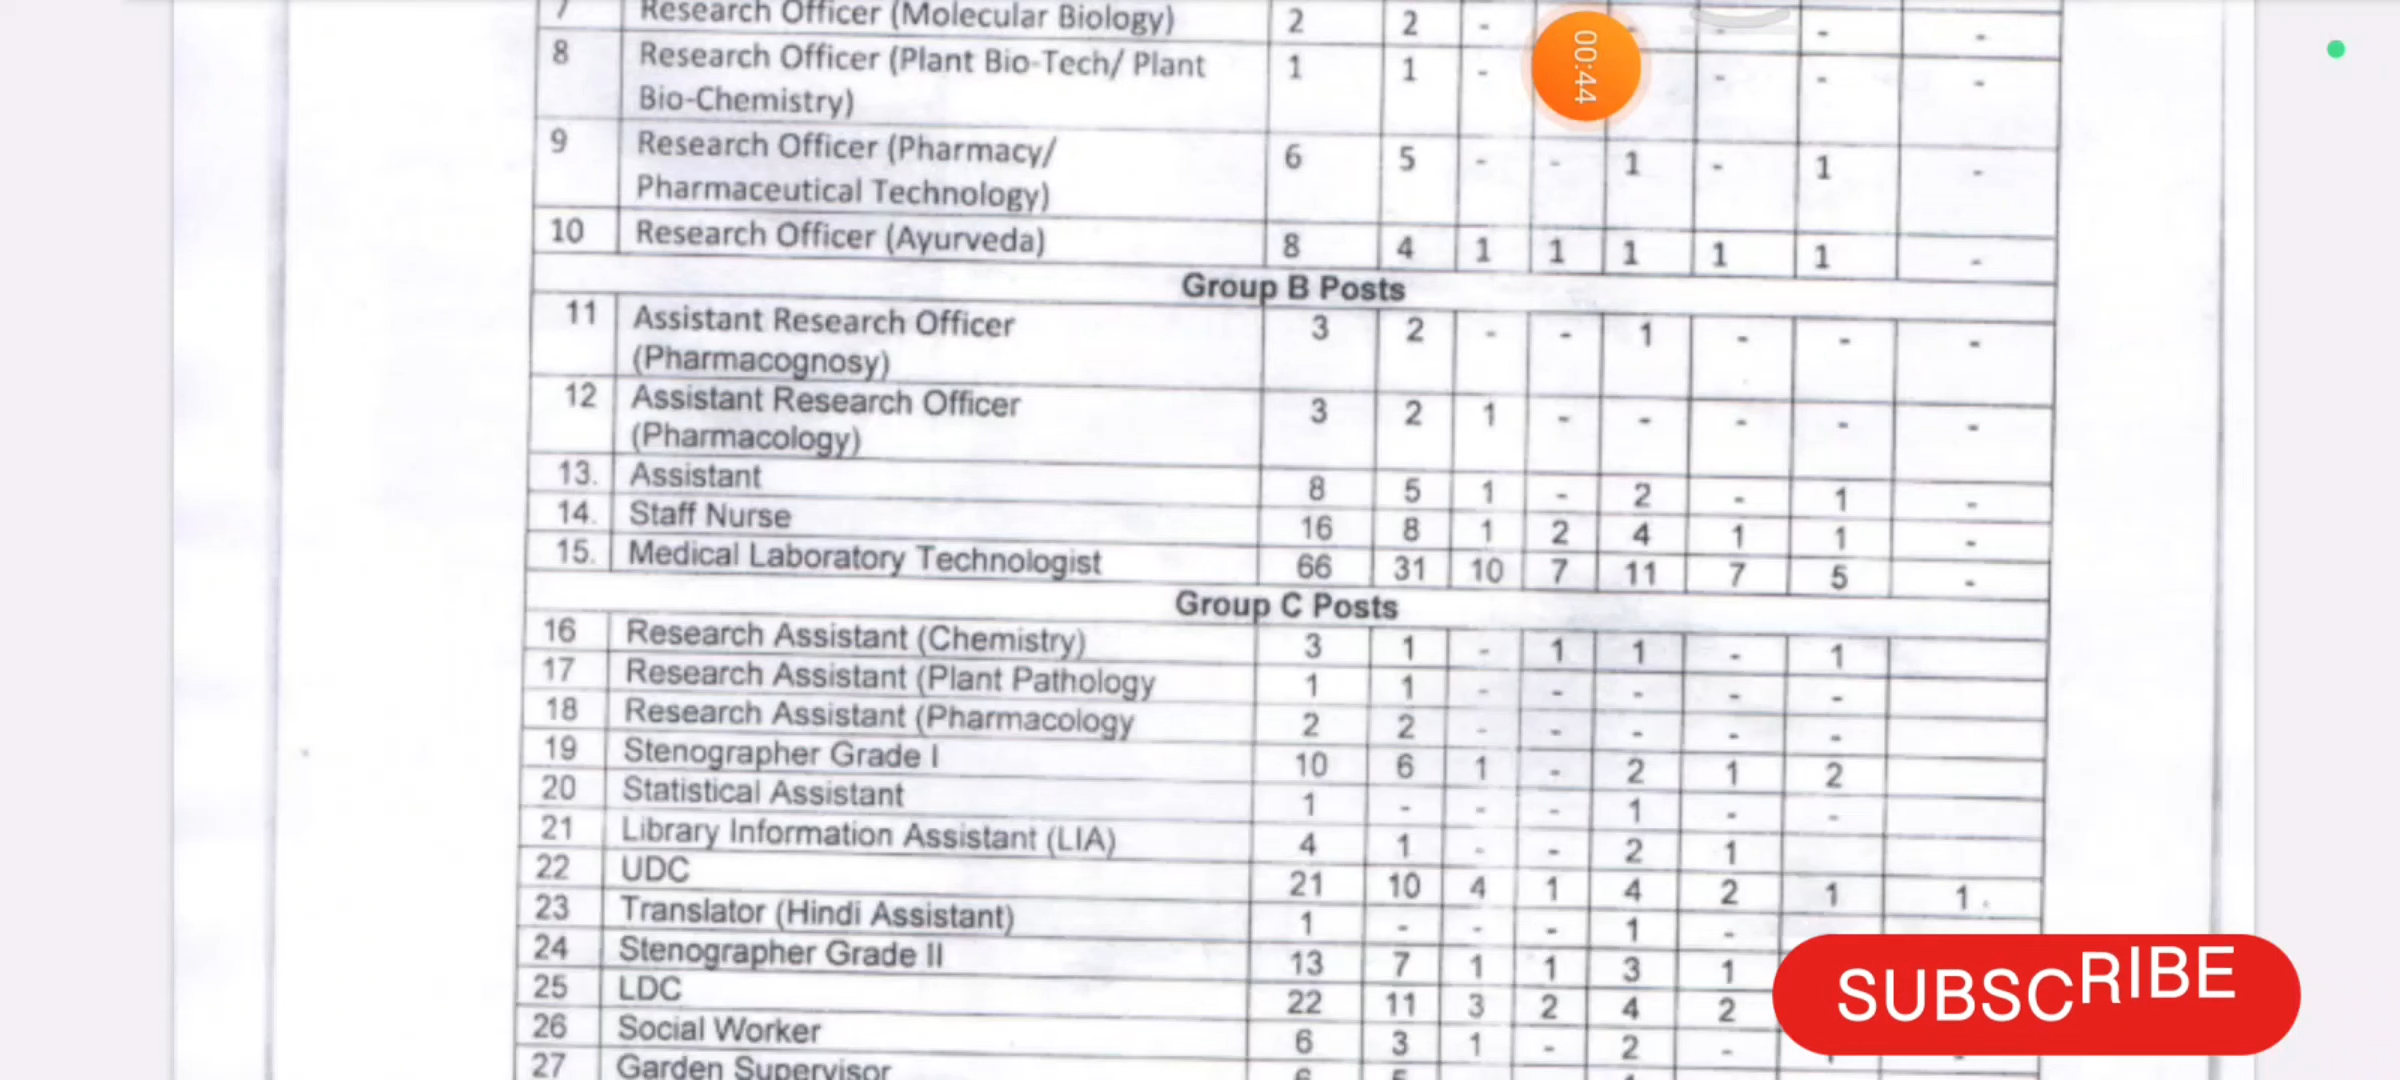 7 Research Officer (Molecular Biology) 2 2 - - - - -
8 Research Officer (Plant Bio-Tech/ Plant 1 1 - - - -
Bio-Chemistry)
00:44
9 Research Officer (Pharmacy/ 6 5 - - 1 - 1 -
Pharmaceutical Technology)
10 Research Officer (Ayurveda) 8 4 1 1 1 1 1 -
Group B Posts
11 Assistant Research Officer 3 2 - - 1 - - -
(Pharmacognosy)
12 Assistant Research Officer 3 2 1 - - - - -
(Pharmacology)
13. Assistant 8 5 1 - 2 - 1 -
14. Staff Nurse 16 8 1 2 4 1 1 -
15. Medical Laboratory Technologist 66 31 10 7 11 7 5 -
Group C Posts
16 Research Assistant (Chemistry) 3 1 - 1 1 - 1
17 Research Assistant (Plant Pathology 1 1 - - - - -
18 Research Assistant (Pharmacology 2 2 - - - - -
19 Stenographer Grade I 10 6 1 - 2 1 2
20 Statistical Assistant 1 - - - 1 - -
21 Library Information Assistant (LIA) 4 1 - - 2 1
22 UDC 21 10 4 1 4 2 1 1
23 Translator (Hindi Assistant) 1 - - - 1 -
24 Stenographer Grade II 13 7 1 1 3 1
25 LDC 22 11 3 2 4 2
26 Social Worker 6 3 1 - 2 -
27 Garden Supervisor
SUBSCRIBE